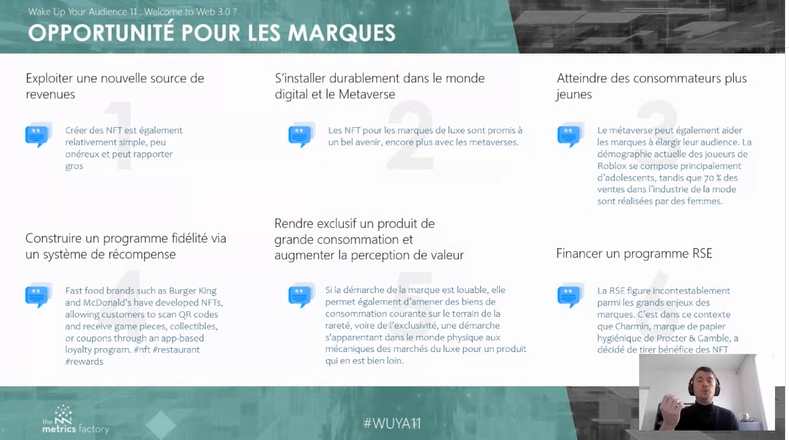 Wake Up Your Audience 11 : Welcome to Web 3.0 ?
OPPORTUNITÉ POUR LES MARQUES
1
Exploiter une nouvelle source de
revenues
Créer des NFT est également
relativement simple, peu
onéreux et peut rapporter
gros
2
S'installer durablement dans le monde
digital et le Metaverse
Les NFT pour les marques de luxe sont promis à
un bel avenir, encore plus avec les metaverses.
3
Atteindre des consommateurs plus
jeunes
Le métaverse peut également aider
les marques à élargir leur audience. La
démographie actuelle des joueurs de
Roblox se compose principalement
d'adolescents, tandis que 70 % des
ventes dans l'industrie de la mode
sont réalisées par des femmes.
4
Construire un programme fidélité via
un système de récompense
Fast food brands such as Burger King
and McDonald's have developed NFTs,
allowing customers to scan QR codes
and receive game pieces, collectibles,
or coupons through an app-based
loyalty program. #nft #restaurant
#rewards
5
Rendre exclusif un produit de
grande consommation et
augmenter la perception de valeur
Si la démarche de la marque est louable, elle
permet également d'amener des biens de
consommation courante sur le terrain de la
rareté, voire de l'exclusivité, une démarche
s'apparentant dans le monde physique aux
mécaniques des marchés du luxe pour un produit
qui en est bien loin.
6
Financer un programme RSE
La RSE figure incontestablement
parmi les grands enjeux des
marques. C'est dans ce contexte
que Charmin, marque de papier
hygiénique de Procter & Gamble, a
décidé de tirer bénéfice des NFT
the
metrics factory
#WUYA11